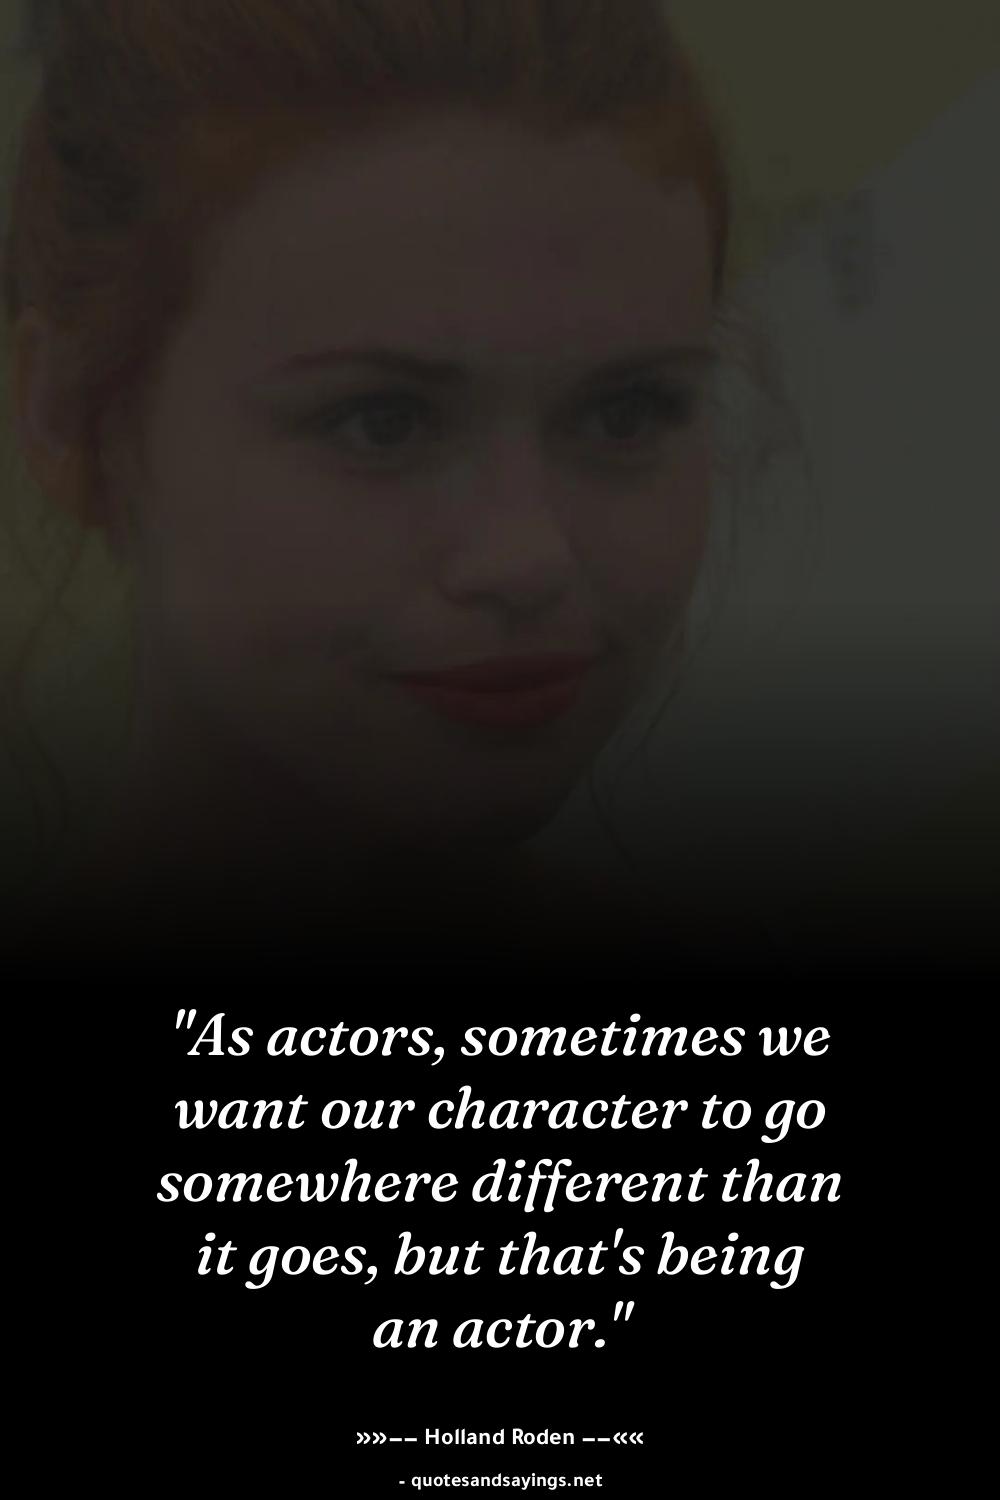 "As actors, sometimes we
want our character to go
somewhere different than
it goes, but that's being
an actor."
»»–– Holland Roden ––««
- quotesandsayings.net